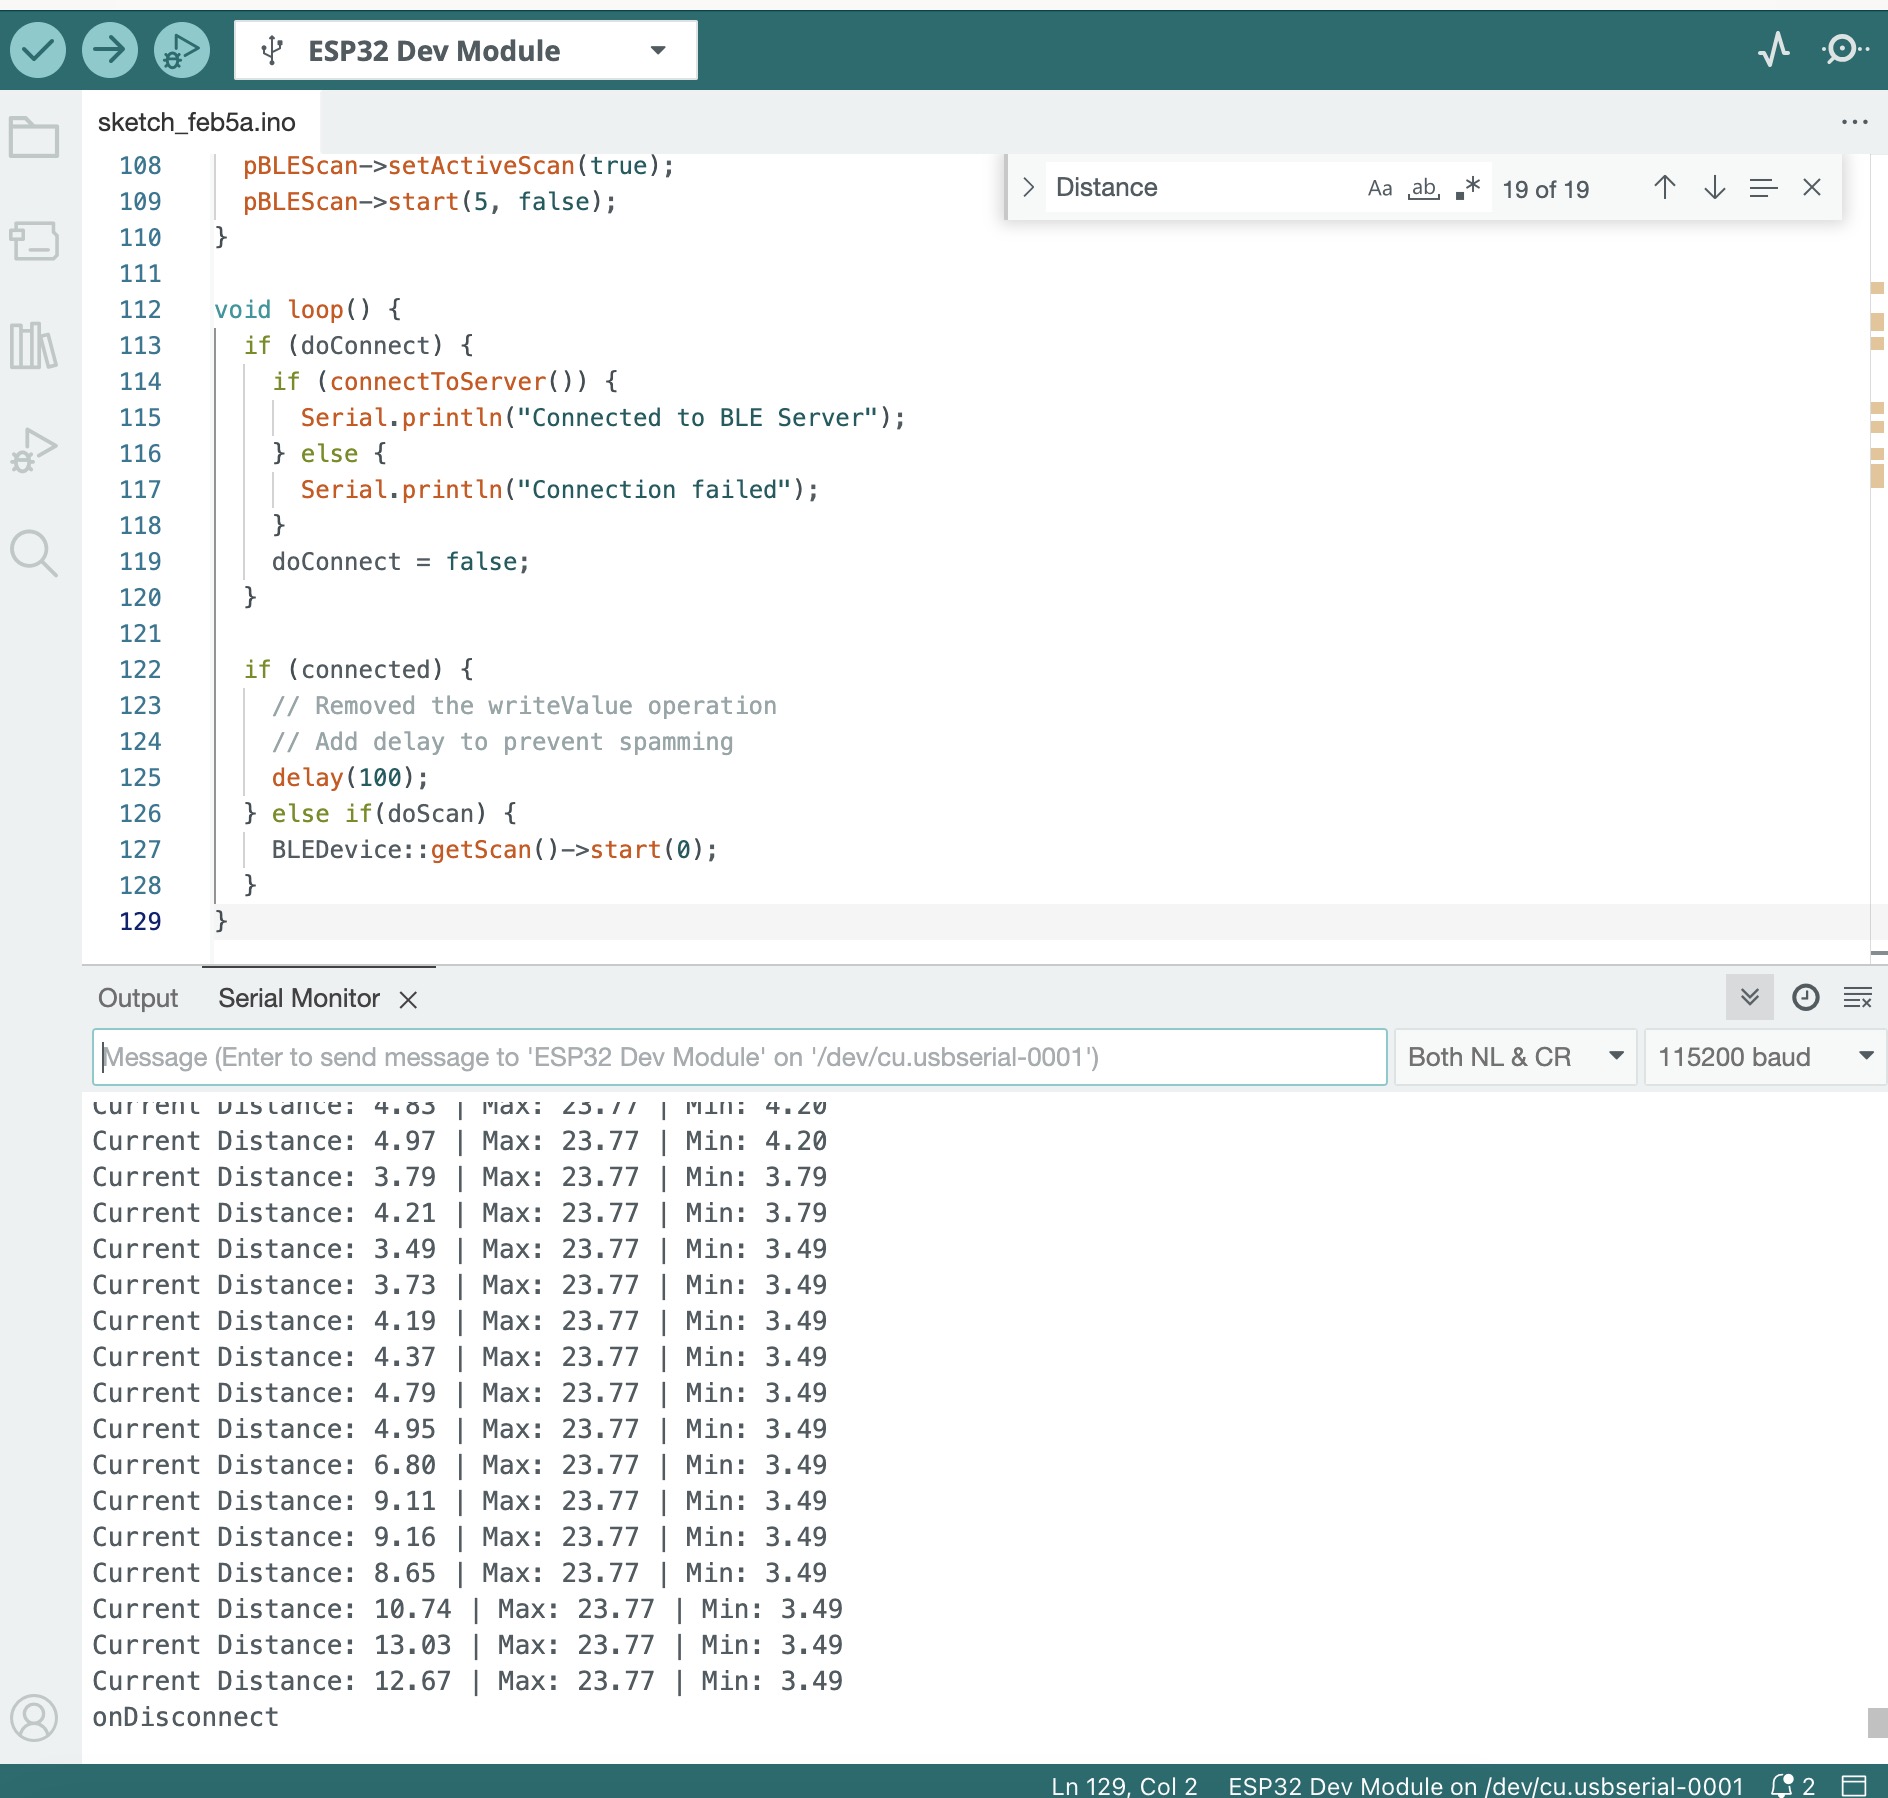 ESP32 Dev Module
sketch_feb5a.ino
108 pBLEScan->setActiveScan(true);
109 pBLEScan->start(5, false);
110 }
111
112 void loop() {
113 if (doConnect) {
114 if (connectToServer()) {
115 Serial.println("Connected to BLE Server");
116 } else {
117 Serial.println("Connection failed");
118 }
119 doConnect = false;
120 }
121
122 if (connected) {
123 // Removed the writeValue operation
124 // Add delay to prevent spamming
125 delay(100);
126 } else if(doScan) {
127 BLEDevice::getScan()->start(0);
128 }
129 }
Distance Aa ab .* 19 of 19
Output Serial Monitor
Message (Enter to send message to 'ESP32 Dev Module' on '/dev/cu.usbserial-0001')
Both NL & CR
115200 baud
Current Distance: 4.83 | Max: 23.77 | Min: 4.20
Current Distance: 4.97 | Max: 23.77 | Min: 4.20
Current Distance: 3.79 | Max: 23.77 | Min: 3.79
Current Distance: 4.21 | Max: 23.77 | Min: 3.79
Current Distance: 3.49 | Max: 23.77 | Min: 3.49
Current Distance: 3.73 | Max: 23.77 | Min: 3.49
Current Distance: 4.19 | Max: 23.77 | Min: 3.49
Current Distance: 4.37 | Max: 23.77 | Min: 3.49
Current Distance: 4.79 | Max: 23.77 | Min: 3.49
Current Distance: 4.95 | Max: 23.77 | Min: 3.49
Current Distance: 6.80 | Max: 23.77 | Min: 3.49
Current Distance: 9.11 | Max: 23.77 | Min: 3.49
Current Distance: 9.16 | Max: 23.77 | Min: 3.49
Current Distance: 8.65 | Max: 23.77 | Min: 3.49
Current Distance: 10.74 | Max: 23.77 | Min: 3.49
Current Distance: 13.03 | Max: 23.77 | Min: 3.49
Current Distance: 12.67 | Max: 23.77 | Min: 3.49
onDisconnect
Ln 129, Col 2 ESP32 Dev Module on /dev/cu.usbserial-0001 2